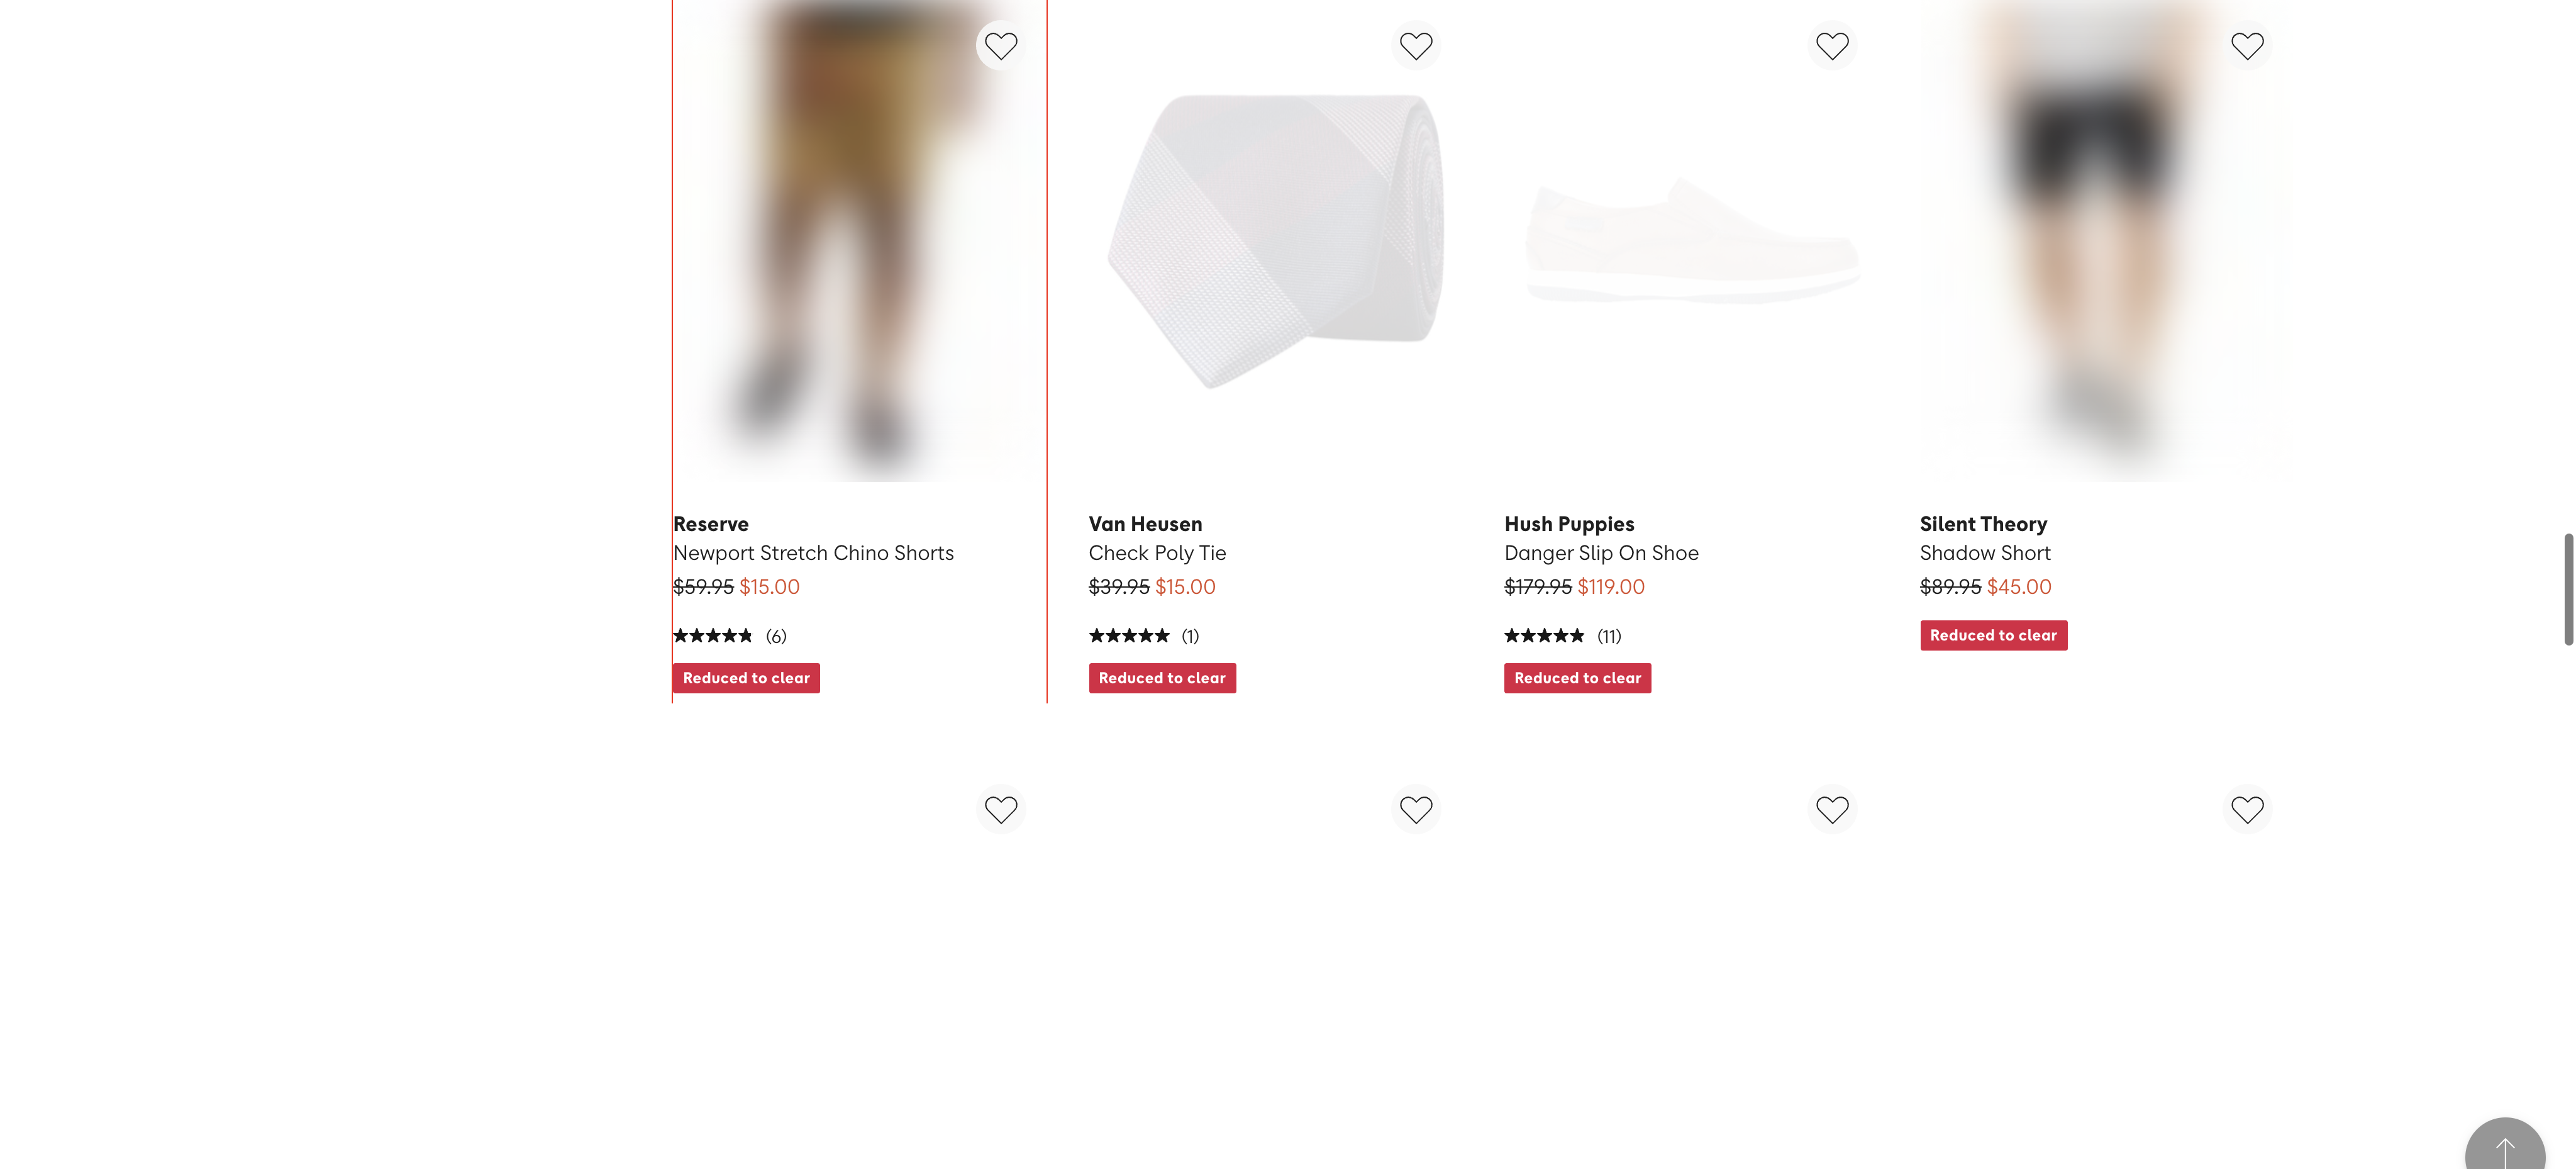 Reserve
Newport Stretch Chino Shorts
$59.95 $15.00
(6)
Reduced to clear
Van Heusen
Check Poly Tie
$39.95 $15.00
(1)
Reduced to clear
Hush Puppies
Danger Slip On Shoe
$179.95 $119.00
(11)
Reduced to clear
Silent Theory
Shadow Short
$89.95 $45.00
Reduced to clear